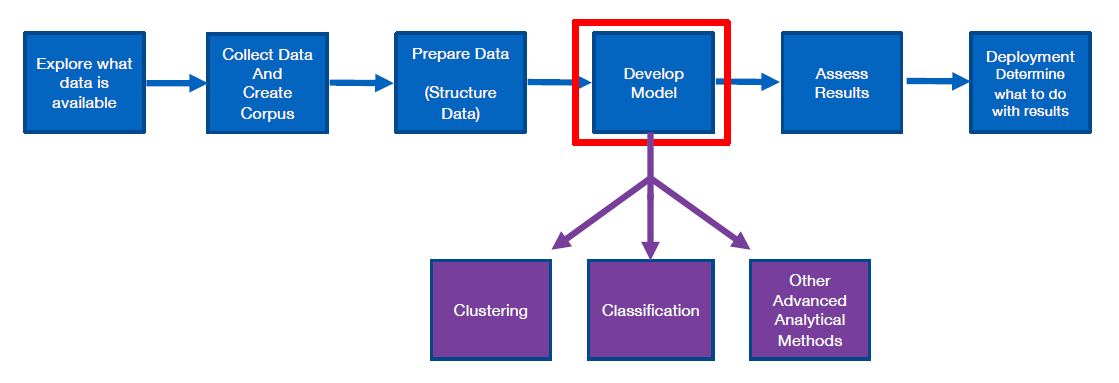 Explore what
data is
available
Collect Data
And
Create
Corpus
Prepare Data
(Structure
Data)
Develop
Model
Assess
Results
Deployment
Determine
what to do
with results
Clustering
Classification
Other
Advanced
Analytical
Methods